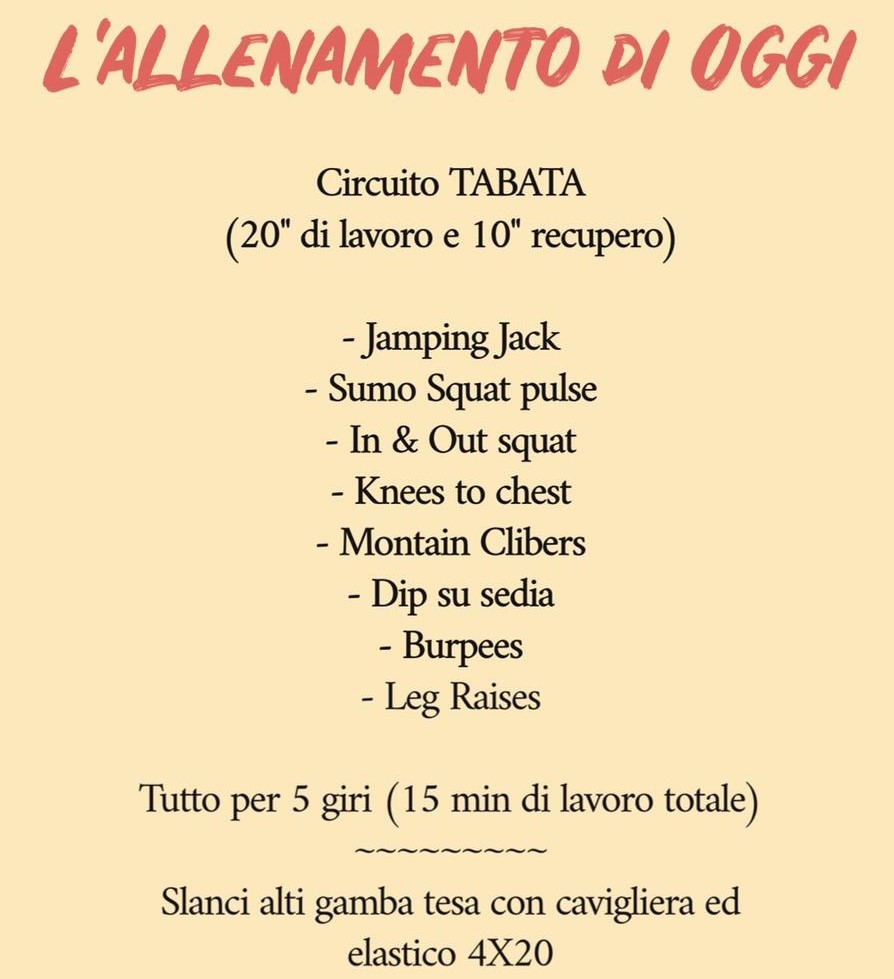 L'ALLENAMENTO DI OGGI
Circuito TABATA
(20" di lavoro e 10" recupero)
- Jamping Jack
- Sumo Squat pulse
- In & Out squat
- Knees to chest
- Montain Clibers
- Dip su sedia
- Burpees
- Leg Raises
Tutto per 5 giri (15 min di lavoro totale)
~~~~~~~~~
Slanci alti gamba tesa con cavigliera ed
elastico 4X20